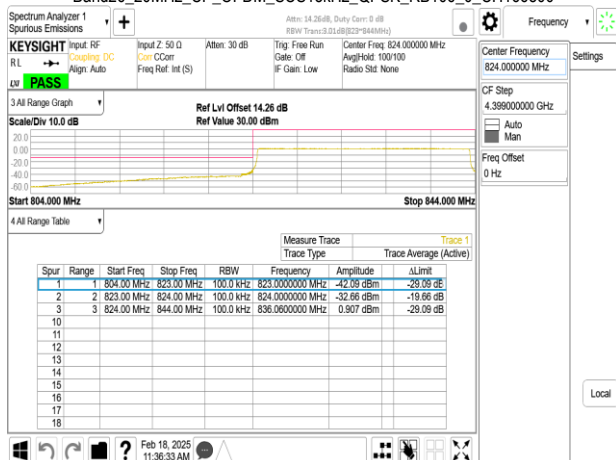 Spectrum Analyzer 1
Spurious Emissions
Attn: 14.26dB, Duty Corr: 0 dB
RBW Trans:3.01dB(823~844MHz)
Frequency
Settings
KEYSIGHT
RL
LXI
PASS
Input: RF
Coupling: DC
Align: Auto
Input Z: 50 Ω
Corr CCorr
Freq Ref: Int (S)
Atten: 30 dB
Trig: Free Run
Gate: Off
IF Gain: Low
Center Freq: 824.000000 MHz
Avg|Hold: 100/100
Radio Std: None
Center Frequency
824.000000 MHz
CF Step
4.399000000 GHz
Auto
Man
Freq Offset
0 Hz
3 All Range Graph
Scale/Div 10.0 dB
Ref Lvl Offset 14.26 dB
Ref Value 30.00 dBm
20.0
0.00
-20.0
-40.0
-60.0
Start 804.000 MHz
Stop 844.000 MHz
4 All Range Table
Measure Trace Trace 1
Trace Type Trace Average (Active)
Spur Range Start Freq Stop Freq RBW Frequency Amplitude ΔLimit
1 1 804.00 MHz 823.00 MHz 100.0 kHz 823.0000000 MHz -42.09 dBm -29.09 dB
2 2 823.00 MHz 824.00 MHz 100.0 kHz 824.0000000 MHz -32.66 dBm -19.66 dB
3 3 824.00 MHz 844.00 MHz 100.0 kHz 836.0600000 MHz 0.907 dBm -29.09 dB
10
11
12
13
14
15
16
17
18
Local
?
Feb 18, 2025
11:36:33 AM